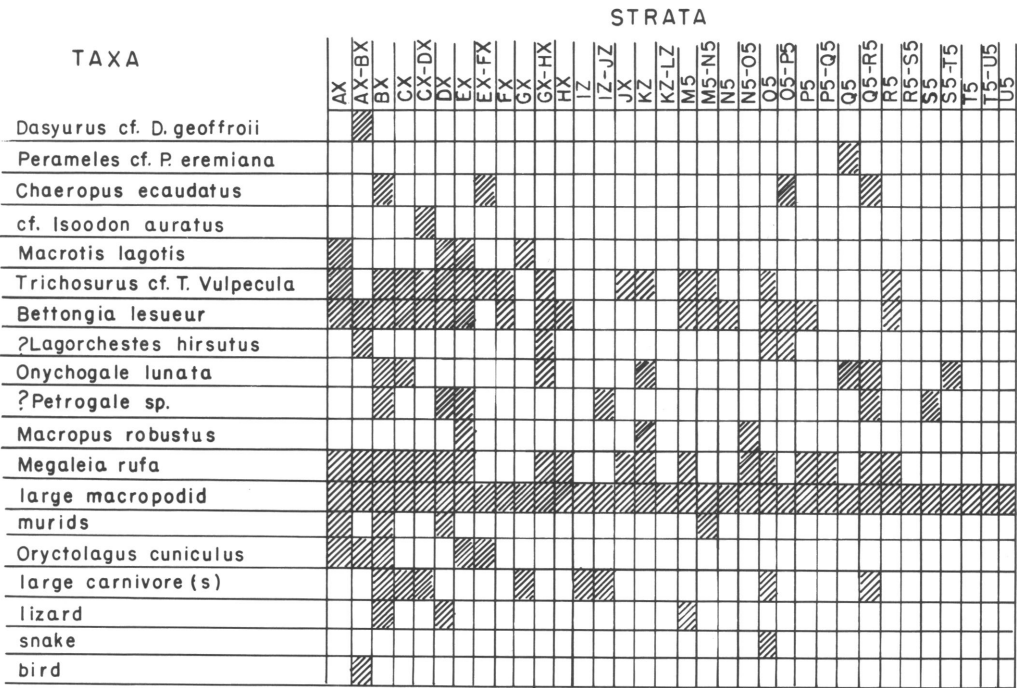 STRATA
TAXA
AX
AX-BX
BX
CX
CX-DX
DX
EX
EX-FX
FX
GX
GX-HX
HX
IZ
IZ-JZ
JX
KZ
KZ-LZ
M5
M5-N5
N5
N5-O5
O5
O5-P5
P5
P5-Q5
Q5
Q5-R5
R5
R5-S5
S5
S5-T5
T5
T5-U5
U5
Dasyurus cf. D. geoffroii
Perameles cf. P. eremiana
Chaeropus ecaudatus
cf. Isoodon auratus
Macrotis lagotis
Trichosurus cf. T. Vulpecula
Bettongia lesueur
?Lagorchestes hirsutus
Onychogale lunata
?Petrogale sp.
Macropus robustus
Megaleia rufa
large macropodid
murids
Oryctolagus cuniculus
large carnivore (s)
lizard
snake
bird